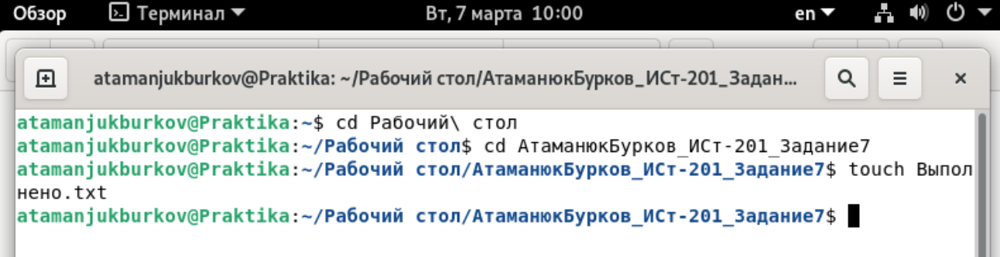 Обзор Терминал Вт, 7 марта 10:00 en
atamanjukburkov@Praktika: ~/Рабочий стол/АтаманюкБурков_ИСт-201_Задан...
atamanjukburkov@Praktika:~$ cd Рабочий\ стол
atamanjukburkov@Praktika:~/Рабочий стол$ cd АтаманюкБурков_ИСт-201_Задание7
atamanjukburkov@Praktika:~/Рабочий стол/АтаманюкБурков_ИСт-201_Задание7$ touch Выпол
нено.txt
atamanjukburkov@Praktika:~/Рабочий стол/АтаманюкБурков_ИСт-201_Задание7$